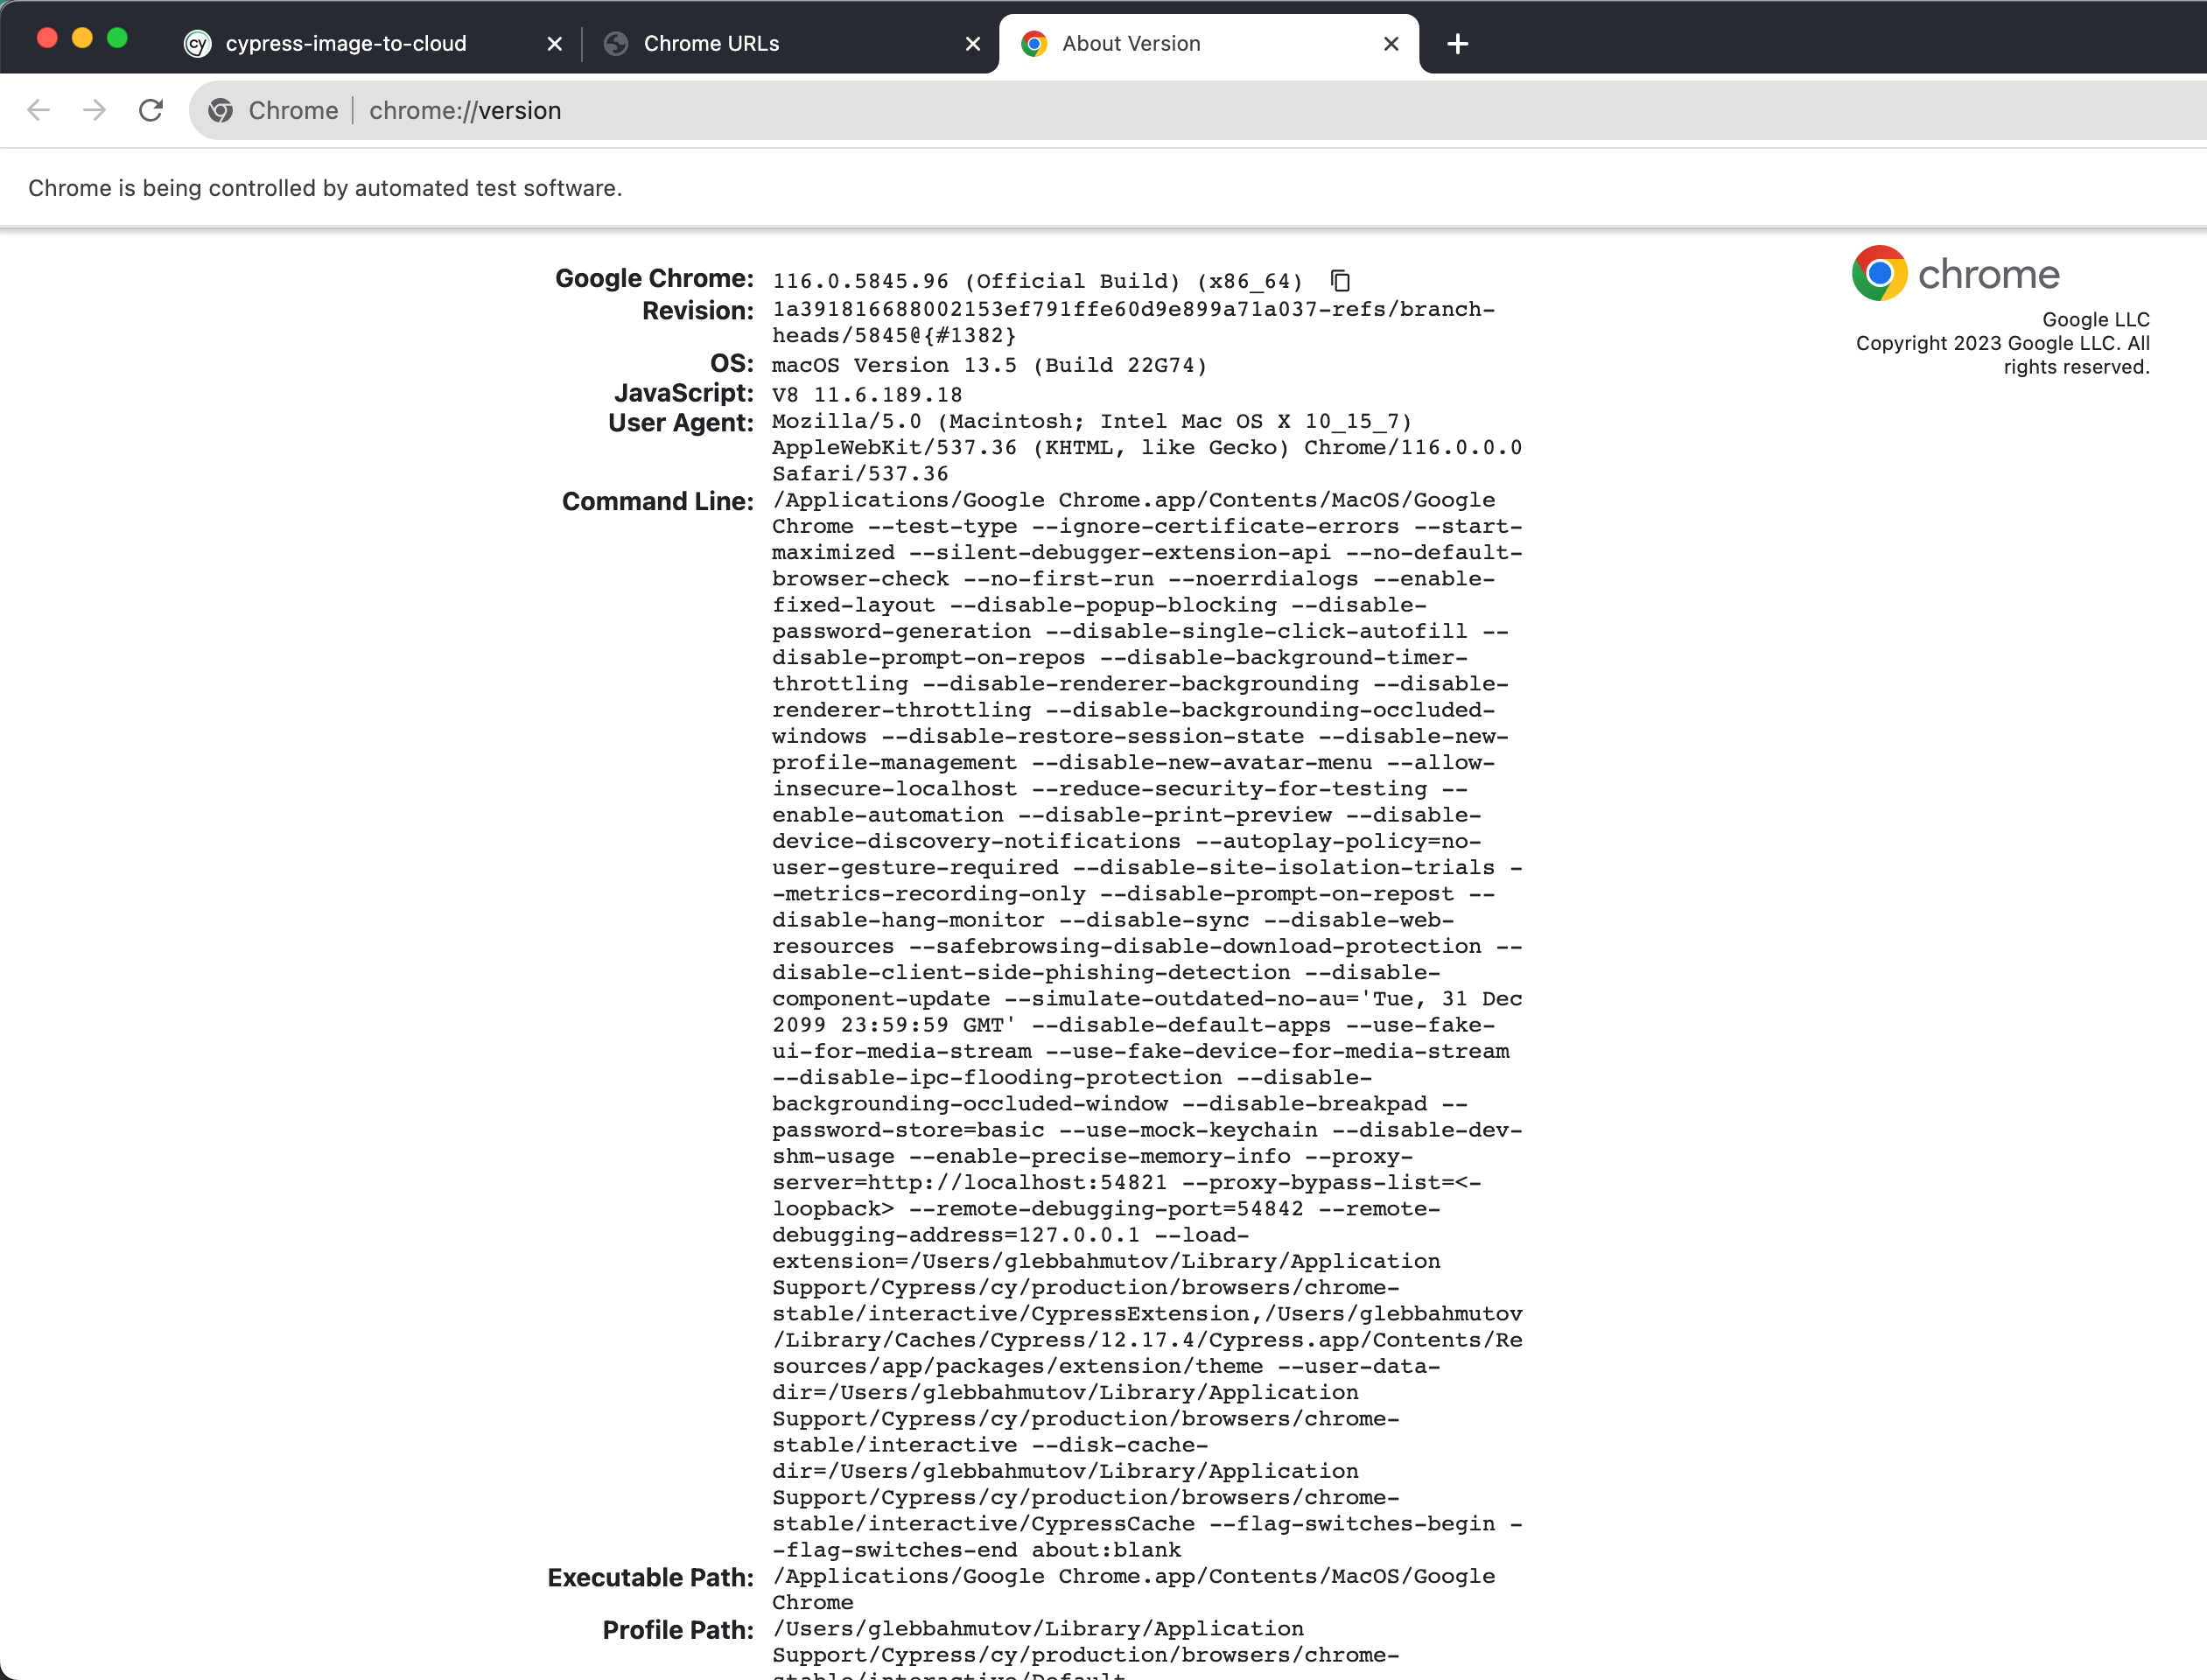 cypress-image-to-cloud
Chrome URLs
About Version
Chrome | chrome://version
Chrome is being controlled by automated test software.
chrome
Google LLC
Copyright 2023 Google LLC. All
rights reserved.
Google Chrome: 116.0.5845.96 (Official Build) (x86_64)
Revision: 1a391816688002153ef791ffe60d9e899a71a037-refs/branch-
heads/5845@{#1382}
OS: macOS Version 13.5 (Build 22G74)
JavaScript: V8 11.6.189.18
User Agent: Mozilla/5.0 (Macintosh; Intel Mac OS X 10_15_7)
AppleWebKit/537.36 (KHTML, like Gecko) Chrome/116.0.0.0
Safari/537.36
Command Line: /Applications/Google Chrome.app/Contents/MacOS/Google
Chrome --test-type --ignore-certificate-errors --start-
maximized --silent-debugger-extension-api --no-default-
browser-check --no-first-run --noerrdialogs --enable-
fixed-layout --disable-popup-blocking --disable-
password-generation --disable-single-click-autofill --
disable-prompt-on-repos --disable-background-timer-
throttling --disable-renderer-backgrounding --disable-
renderer-throttling --disable-backgrounding-occluded-
windows --disable-restore-session-state --disable-new-
profile-management --disable-new-avatar-menu --allow-
insecure-localhost --reduce-security-for-testing --
enable-automation --disable-print-preview --disable-
device-discovery-notifications --autoplay-policy=no-
user-gesture-required --disable-site-isolation-trials -
-metrics-recording-only --disable-prompt-on-repost --
disable-hang-monitor --disable-sync --disable-web-
resources --safebrowsing-disable-download-protection --
disable-client-side-phishing-detection --disable-
component-update --simulate-outdated-no-au='Tue, 31 Dec
2099 23:59:59 GMT' --disable-default-apps --use-fake-
ui-for-media-stream --use-fake-device-for-media-stream
--disable-ipc-flooding-protection --disable-
backgrounding-occluded-window --disable-breakpad --
password-store=basic --use-mock-keychain --disable-dev-
shm-usage --enable-precise-memory-info --proxy-
server=http://localhost:54821 --proxy-bypass-list=<-
loopback> --remote-debugging-port=54842 --remote-
debugging-address=127.0.0.1 --load-
extension=/Users/glebbahmutov/Library/Application
Support/Cypress/cy/production/browsers/chrome-
stable/interactive/CypressExtension,/Users/glebbahmutov
/Library/Caches/Cypress/12.17.4/Cypress.app/Contents/Re
sources/app/packages/extension/theme --user-data-
dir=/Users/glebbahmutov/Library/Application
Support/Cypress/cy/production/browsers/chrome-
stable/interactive --disk-cache-
dir=/Users/glebbahmutov/Library/Application
Support/Cypress/cy/production/browsers/chrome-
stable/interactive/CypressCache --flag-switches-begin -
-flag-switches-end about:blank
Executable Path: /Applications/Google Chrome.app/Contents/MacOS/Google
Chrome
Profile Path: /Users/glebbahmutov/Library/Application
Support/Cypress/cy/production/browsers/chrome-
stable/interactive/Default